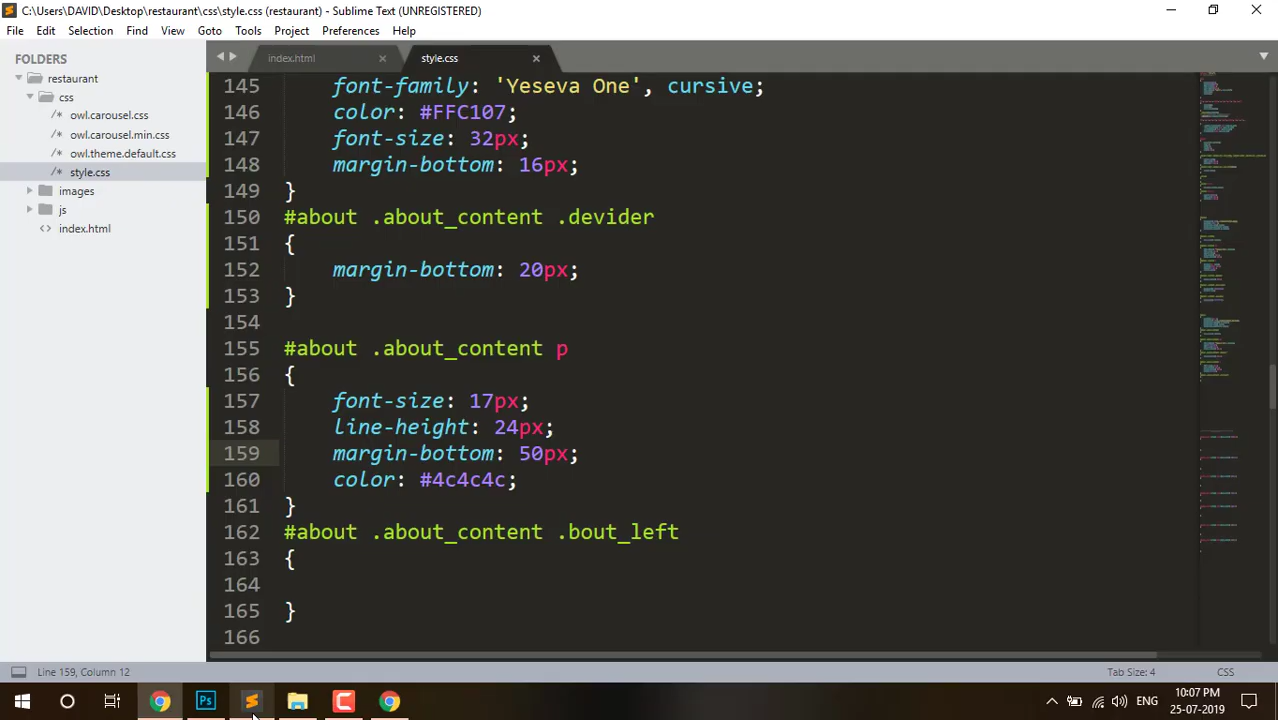 C:\Users\DAVID\Desktop\restaurant\css\style.css (restaurant) - Sublime Text (UNREGISTERED)
File Edit Selection Find View Goto Tools Project Preferences Help
FOLDERS
restaurant
css
/* owl.carousel.css
/* owl.carousel.min.css
/* owl.theme.default.css
/* style.css
images
js
<> index.html
index.html
style.css
145 font-family: 'Yeseva One', cursive;
146 color: #FFC107;
147 font-size: 32px;
148 margin-bottom: 16px;
149 }
150 #about .about_content .devider
151 {
152 margin-bottom: 20px;
153 }
154
155 #about .about_content p
156 {
157 font-size: 17px;
158 line-height: 24px;
159 margin-bottom: 50px;
160 color: #4c4c4c;
161 }
162 #about .about_content .bout_left
163 {
164
165 }
166
Line 159, Column 12
Tab Size: 4
CSS
Ps
ENG
10:07 PM
25-07-2019